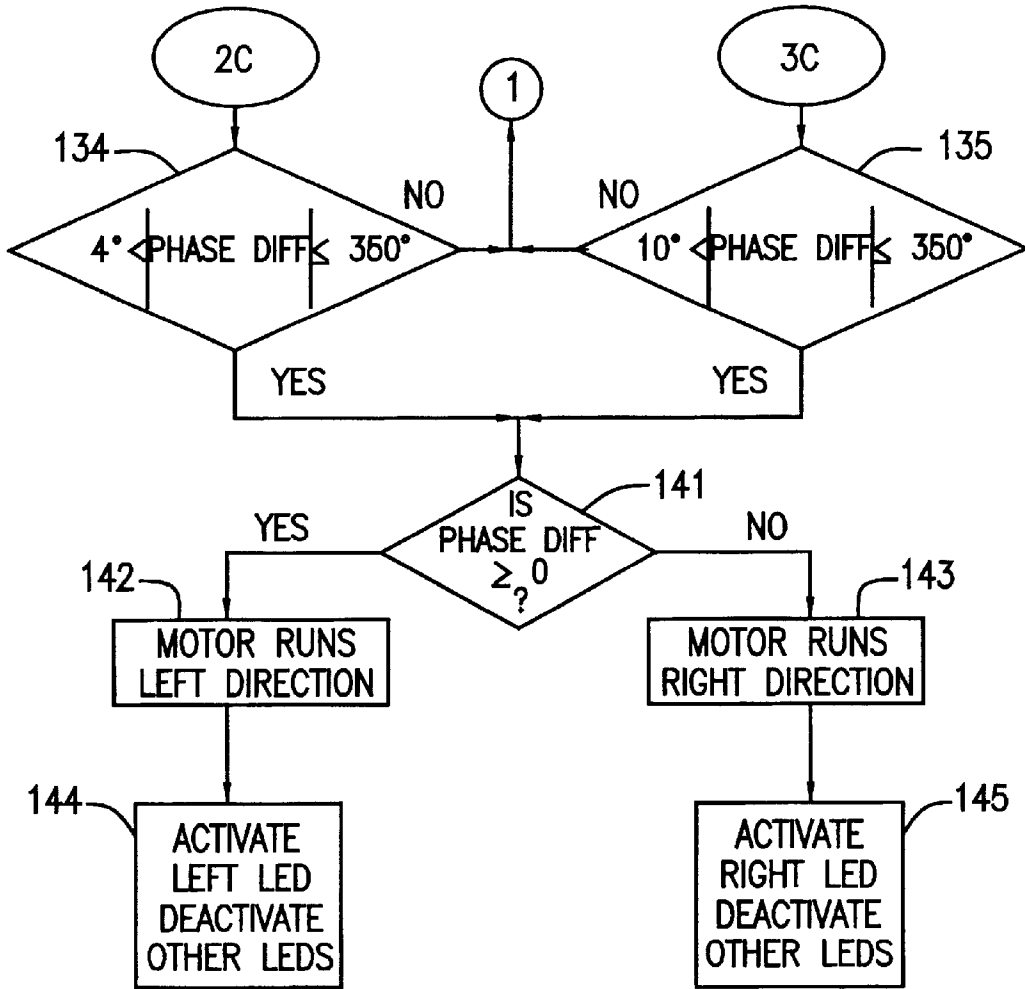 2C
1
3C
134
135
NO
NO
4° <|PHASE DIFF|≤ 350°
10° <|PHASE DIFF|≤ 350°
YES
YES
141
IS
PHASE DIFF
≥ 0
?
YES
NO
142
143
MOTOR RUNS
LEFT DIRECTION
MOTOR RUNS
RIGHT DIRECTION
144
145
ACTIVATE
LEFT LED
DEACTIVATE
OTHER LEDS
ACTIVATE
RIGHT LED
DEACTIVATE
OTHER LEDS